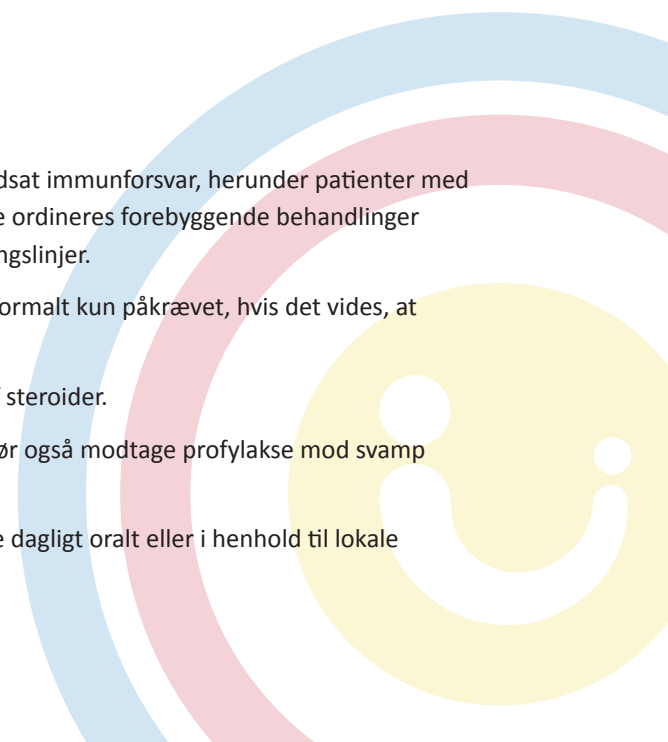 dsat immunforsvar, herunder patienter med
e ordineres forebyggende behandlinger
ngslinjer.
ormalt kun påkrævet, hvis det vides, at
steroider.
ør også modtage profylakse mod svamp
e dagligt oralt eller i henhold til lokale